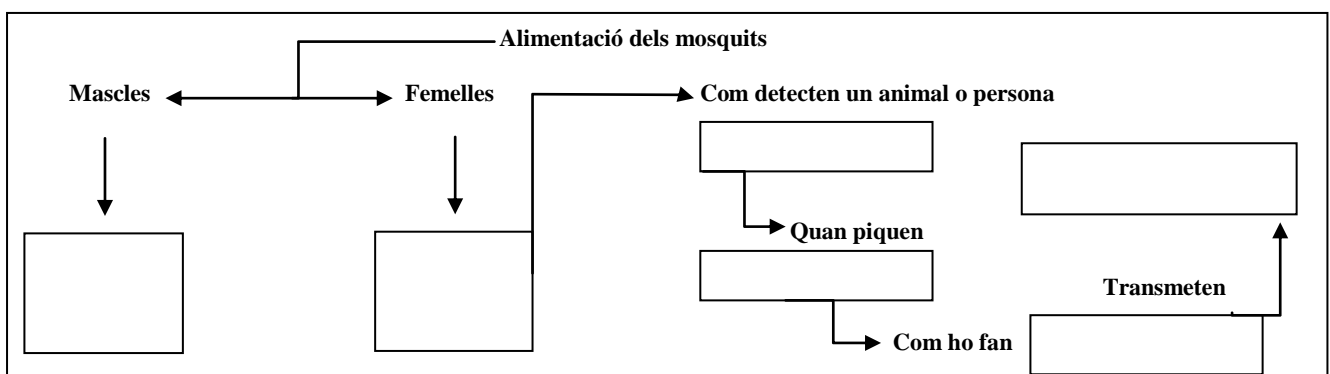 Alimentació dels mosquits
Mascles
Femelles
Com detecten un animal o persona
Quan piquen
Transmeten
Com ho fan